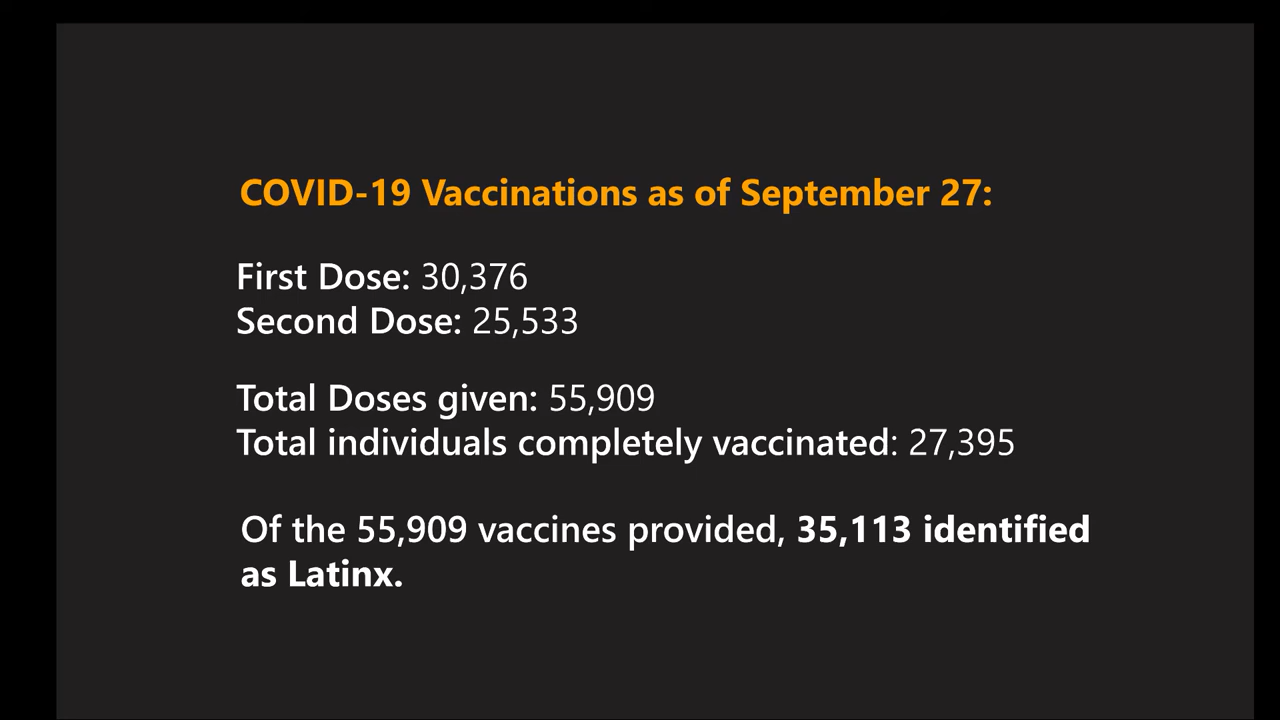 COVID-19 Vaccinations as of September 27:
First Dose: 30,376
Second Dose: 25,533
Total Doses given: 55,909
Total individuals completely vaccinated: 27,395
Of the 55,909 vaccines provided, 35,113 identified
as Latinx.